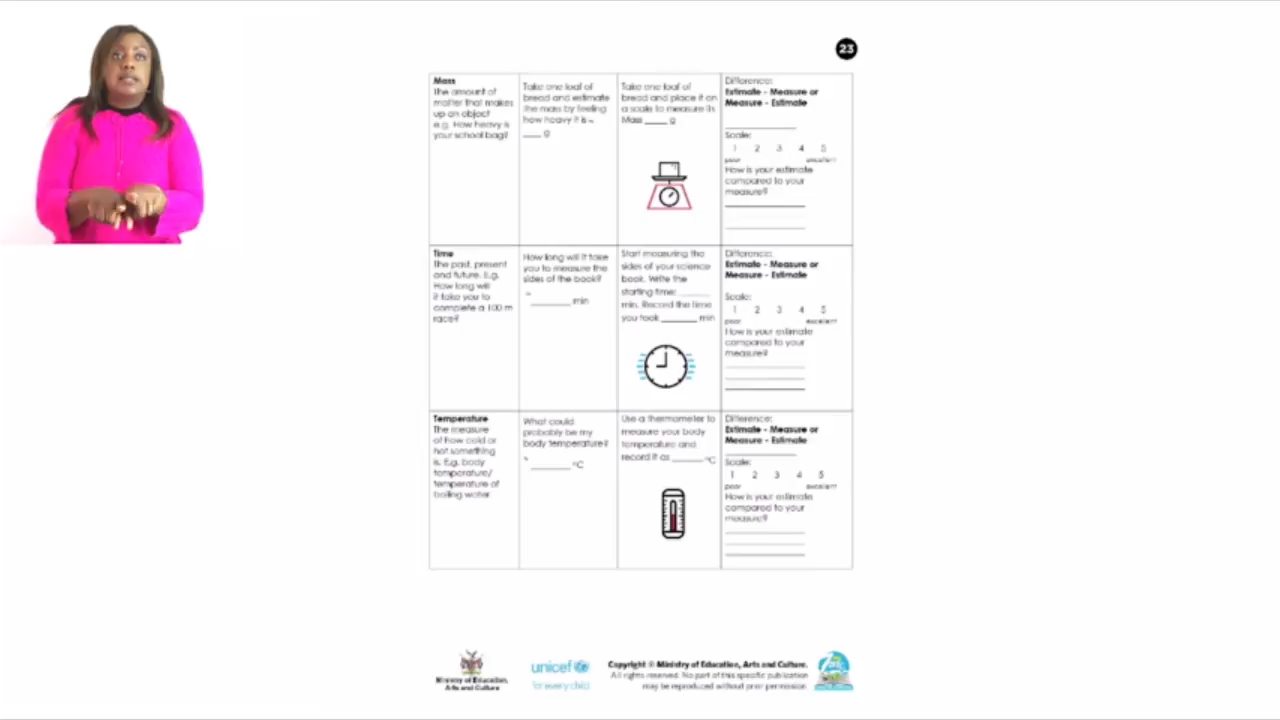 23
Mass
The amount of
matter that makes
up an object
e.g. How heavy is
your school bag?
Take one loaf of
bread and estimate
the mass by feeling
how heavy it is ~
____ g
Take one loaf of
bread and place it on
a scale to measure its
Mass ____ g
Difference:
Estimate - Measure or
Measure - Estimate
Scale:
1 2 3 4 5
poor excellent
How is your estimate
compared to your
measure?
Time
The past, present
and future. E.g.
How long will
it take you to
complete a 100 m
race?
How long will it take
you to measure the
sides of the book?
~
________ min
Start measuring the
sides of your science
book. Write the
starting time: ______
min. Record the time
you took _______ min
Difference:
Estimate - Measure or
Measure - Estimate
Scale:
1 2 3 4 5
poor excellent
How is your estimate
compared to your
measure?
Temperature
The measure
of how cold or
hot something
is. E.g. body
temperature/
temperature of
boiling water
What could
probably be my
body temperature?
~ ________ °C
Use a thermometer to
measure your body
temperature and
record it as ______ °C
Difference:
Estimate - Measure or
Measure - Estimate
Scale:
1 2 3 4 5
poor excellent
How is your estimate
compared to your
measure?
Ministry of Education,
Arts and Culture
unicef
for every child
Copyright © Ministry of Education, Arts and Culture.
All rights reserved. No part of this specific publication
may be reproduced without prior permission.